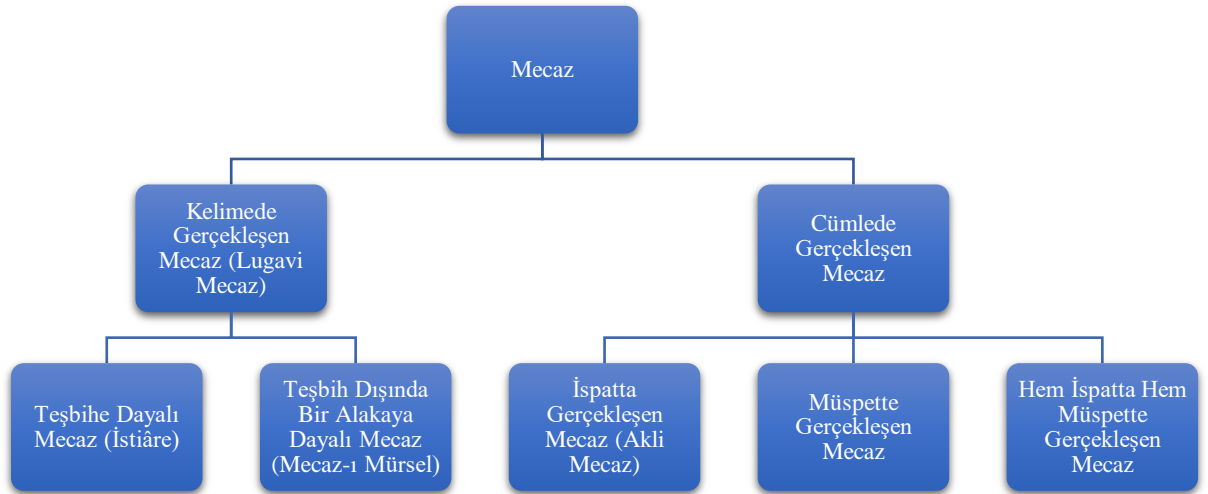 Mecaz
Kelimede
Gerçekleşen
Mecaz (Lugavi
Mecaz)
Cümlede
Gerçekleşen
Mecaz
Teşbihe Dayalı
Mecaz (İstiâre)
Teşbih Dışında
Bir Alakaya
Dayalı Mecaz
(Mecaz-ı Mürsel)
İspatta
Gerçekleşen
Mecaz (Akli
Mecaz)
Müspette
Gerçekleşen
Mecaz
Hem İspatta Hem
Müspette
Gerçekleşen
Mecaz